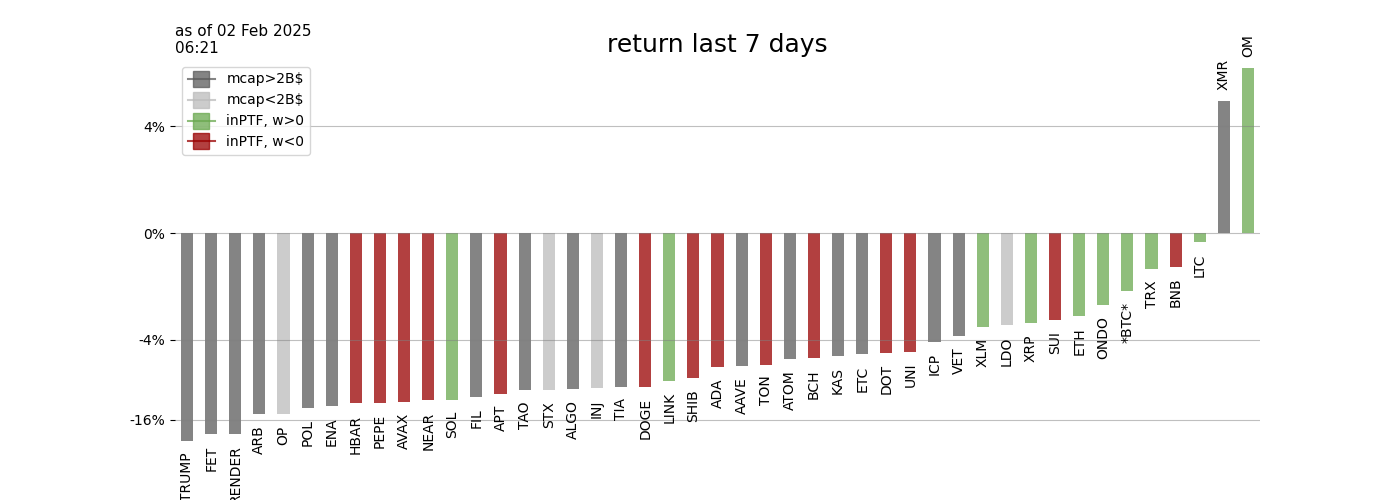 as of 02 Feb 2025
06:21
return last 7 days
mcap>2B$
mcap<2B$
inPTF, w>0
inPTF, w<0
4%
0%
-4%
-16%
TRUMP
FET
RENDER
ARB
OP
POL
ENA
HBAR
PEPE
AVAX
NEAR
SOL
FIL
APT
TAO
STX
ALGO
INJ
TIA
DOGE
LINK
SHIB
ADA
AAVE
TON
ATOM
BCH
KAS
ETC
DOT
UNI
ICP
VET
XLM
LDO
XRP
SUI
ETH
ONDO
*BTC*
TRX
BNB
LTC
XMR
OM